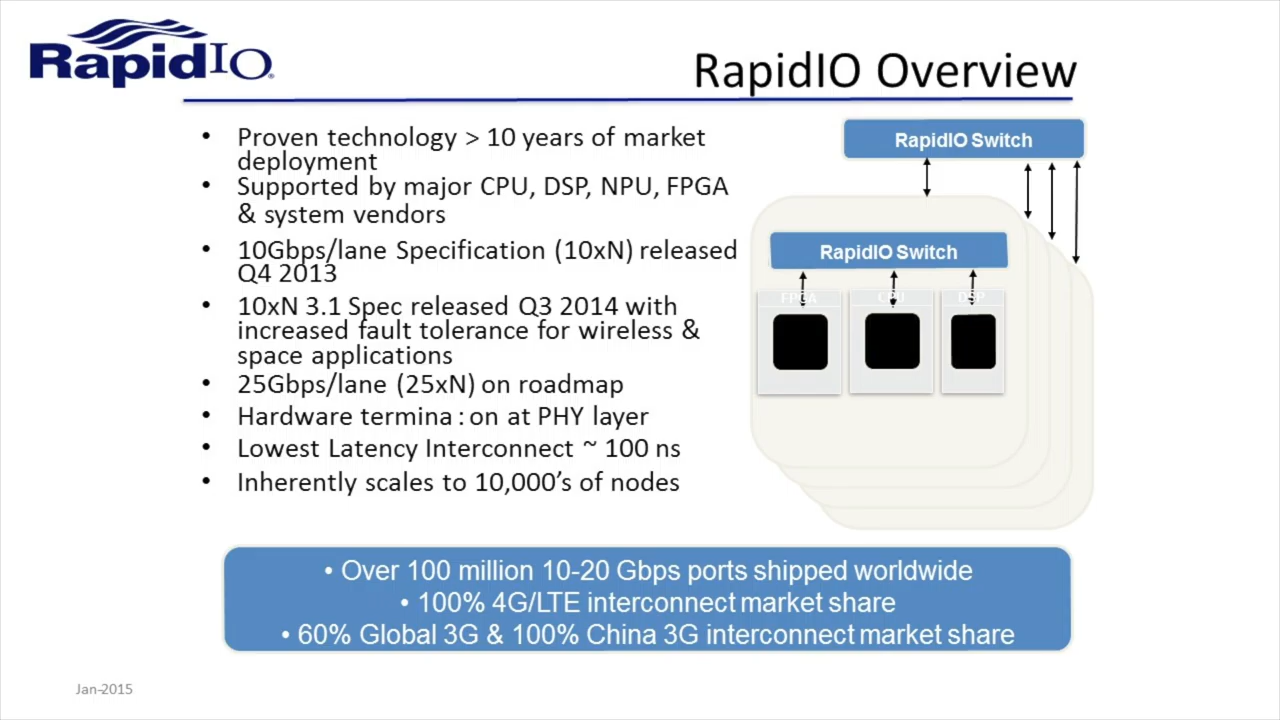 RapidIO
RapidIO Overview
• Proven technology > 10 years of market
deployment
• Supported by major CPU, DSP, NPU, FPGA
& system vendors
• 10Gbps/lane Specification (10xN) released
Q4 2013
• 10xN 3.1 Spec released Q3 2014 with
increased fault tolerance for wireless &
space applications
• 25Gbps/lane (25xN) on roadmap
• Hardware termina:on at PHY layer
• Lowest Latency Interconnect ~ 100 ns
• Inherently scales to 10,000's of nodes
RapidIO Switch
RapidIO Switch
FPGA CPU DSP
• Over 100 million 10-20 Gbps ports shipped worldwide
• 100% 4G/LTE interconnect market share
• 60% Global 3G & 100% China 3G interconnect market share
Jan-2015